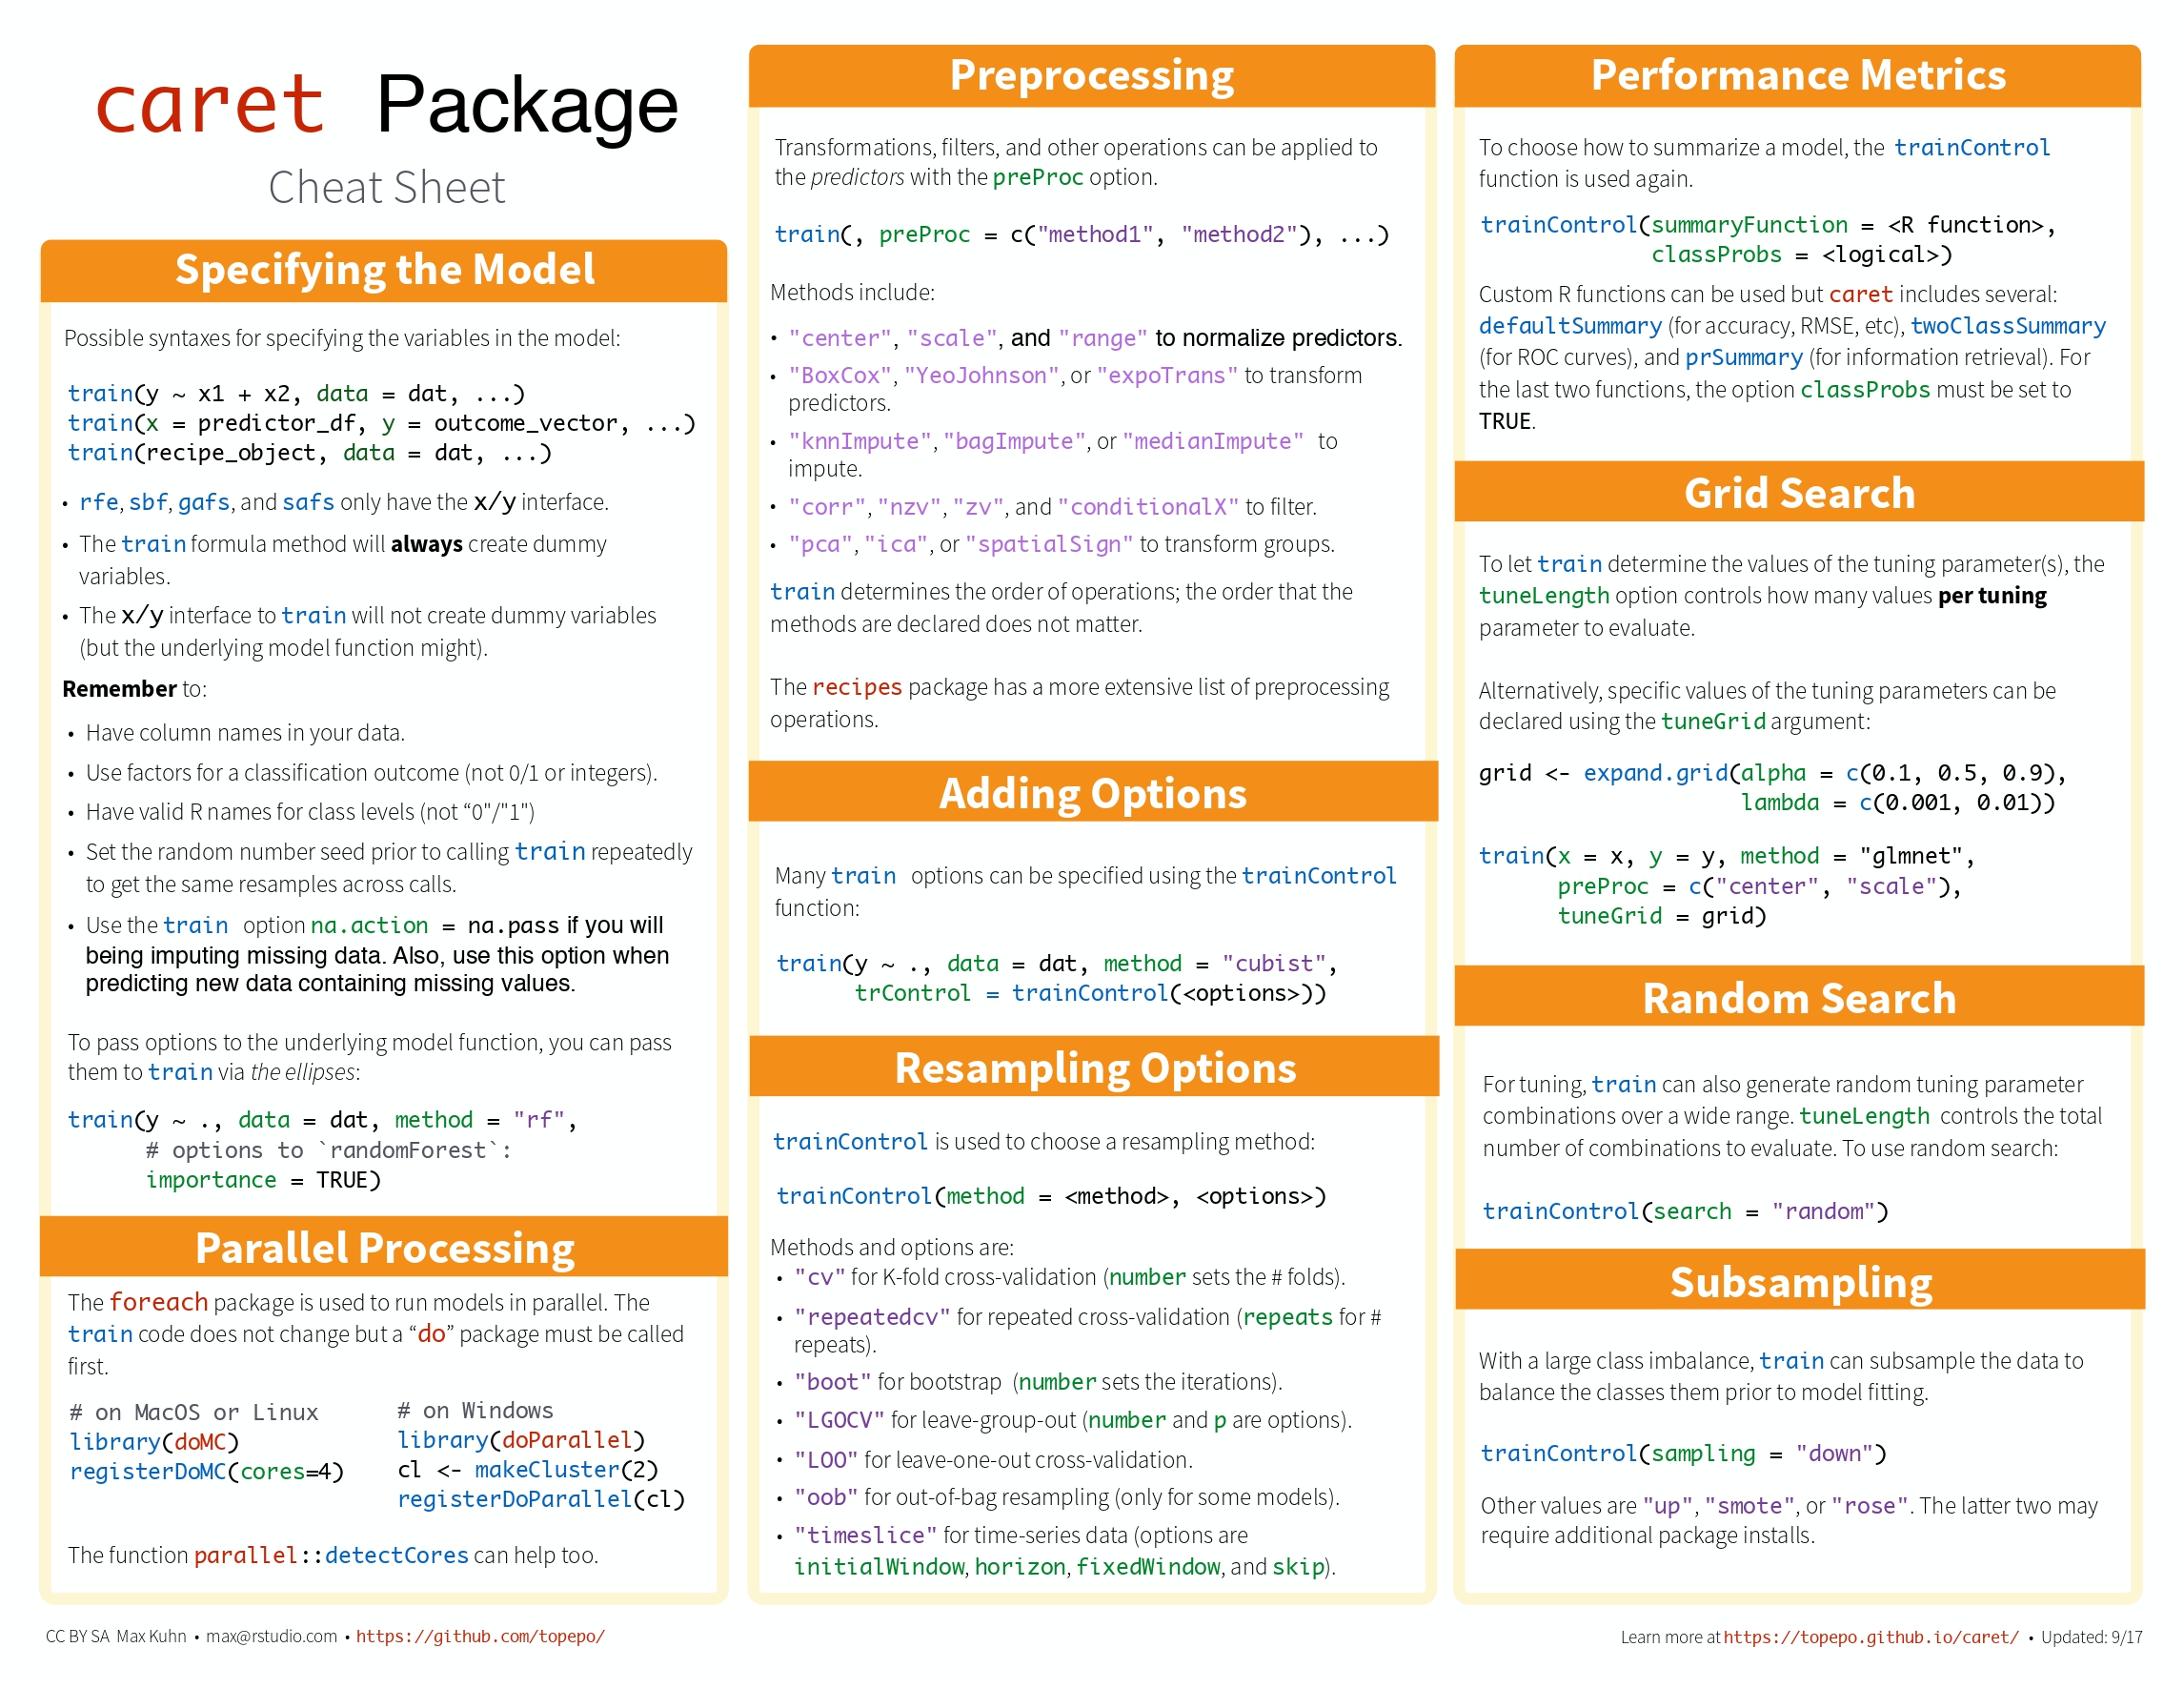 caret Package
Cheat Sheet
Specifying the Model
Possible syntaxes for specifying the variables in the model:
train(y ~ x1 + x2, data = dat, ...)
train(x = predictor_df, y = outcome_vector, ...)
train(recipe_object, data = dat, ...)
• rfe, sbf, gafs, and safs only have the x/y interface.
• The train formula method will always create dummy
variables.
• The x/y interface to train will not create dummy variables
(but the underlying model function might).
Remember to:
• Have column names in your data.
• Use factors for a classification outcome (not 0/1 or integers).
• Have valid R names for class levels (not “0"/"1")
• Set the random number seed prior to calling train repeatedly
to get the same resamples across calls.
• Use the train option na.action = na.pass if you will
being imputing missing data. Also, use this option when
predicting new data containing missing values.
To pass options to the underlying model function, you can pass
them to train via the ellipses:
train(y ~ ., data = dat, method = "rf",
# options to `randomForest`:
importance = TRUE)
Parallel Processing
The foreach package is used to run models in parallel. The
train code does not change but a “do” package must be called
first.
# on MacOS or Linux
library(doMC)
registerDoMC(cores=4)
# on Windows
library(doParallel)
cl <- makeCluster(2)
registerDoParallel(cl)
The function parallel::detectCores can help too.
Preprocessing
Transformations, filters, and other operations can be applied to
the predictors with the preProc option.
train(, preProc = c("method1", "method2"), ...)
Methods include:
• "center", "scale", and "range" to normalize predictors.
• "BoxCox", "YeoJohnson", or "expoTrans" to transform
predictors.
• "knnImpute", "bagImpute", or "medianImpute" to
impute.
• "corr", "nzv", "zv", and "conditionalX" to filter.
• "pca", "ica", or "spatialSign" to transform groups.
train determines the order of operations; the order that the
methods are declared does not matter.
The recipes package has a more extensive list of preprocessing
operations.
Adding Options
Many train options can be specified using the trainControl
function:
train(y ~ ., data = dat, method = "cubist",
trControl = trainControl(<options>))
Resampling Options
trainControl is used to choose a resampling method:
trainControl(method = <method>, <options>)
Methods and options are:
• "cv" for K-fold cross-validation (number sets the # folds).
• "repeatedcv" for repeated cross-validation (repeats for #
repeats).
• "boot" for bootstrap (number sets the iterations).
• "LGOCV" for leave-group-out (number and p are options).
• "LOO" for leave-one-out cross-validation.
• "oob" for out-of-bag resampling (only for some models).
• "timeslice" for time-series data (options are
initialWindow, horizon, fixedWindow, and skip).
Performance Metrics
To choose how to summarize a model, the trainControl
function is used again.
trainControl(summaryFunction = <R function>,
classProbs = <logical>)
Custom R functions can be used but caret includes several:
defaultSummary (for accuracy, RMSE, etc), twoClassSummary
(for ROC curves), and prSummary (for information retrieval). For
the last two functions, the option classProbs must be set to
TRUE.
Grid Search
To let train determine the values of the tuning parameter(s), the
tuneLength option controls how many values per tuning
parameter to evaluate.
Alternatively, specific values of the tuning parameters can be
declared using the tuneGrid argument:
grid <- expand.grid(alpha = c(0.1, 0.5, 0.9),
lambda = c(0.001, 0.01))
train(x = x, y = y, method = "glmnet",
preProc = c("center", "scale"),
tuneGrid = grid)
Random Search
For tuning, train can also generate random tuning parameter
combinations over a wide range. tuneLength controls the total
number of combinations to evaluate. To use random search:
trainControl(search = "random")
Subsampling
With a large class imbalance, train can subsample the data to
balance the classes them prior to model fitting.
trainControl(sampling = "down")
Other values are "up", "smote", or "rose". The latter two may
require additional package installs.
CC BY SA Max Kuhn • max@rstudio.com • https://github.com/topepo/
Learn more at https://topepo.github.io/caret/ • Updated: 9/17